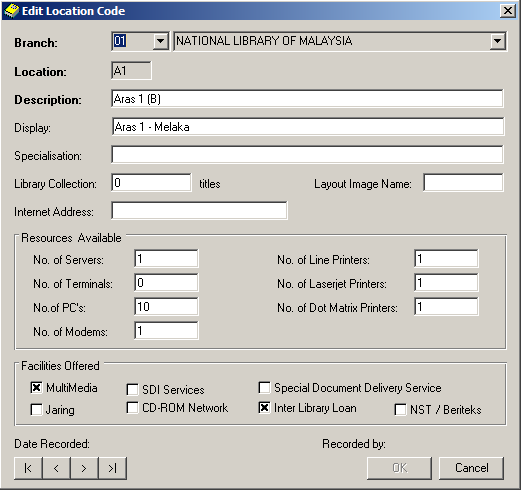 Edit Location Code
Branch: 01 NATIONAL LIBRARY OF MALAYSIA
Location: A1
Description: Aras 1 (B)
Display: Aras 1 - Melaka
Specialisation:
Library Collection: 0 titles Layout Image Name:
Internet Address:
Resources Available
No. of Servers: 1 No. of Line Printers: 1
No. of Terminals: 0 No. of Laserjet Printers: 1
No.of PC's: 10 No. of Dot Matrix Printers: 1
No. of Modems: 1
Facilities Offered
MultiMedia SDI Services Special Document Delivery Service
Jaring CD-ROM Network Inter Library Loan NST / Beriteks
Date Recorded: Recorded by:
OK Cancel